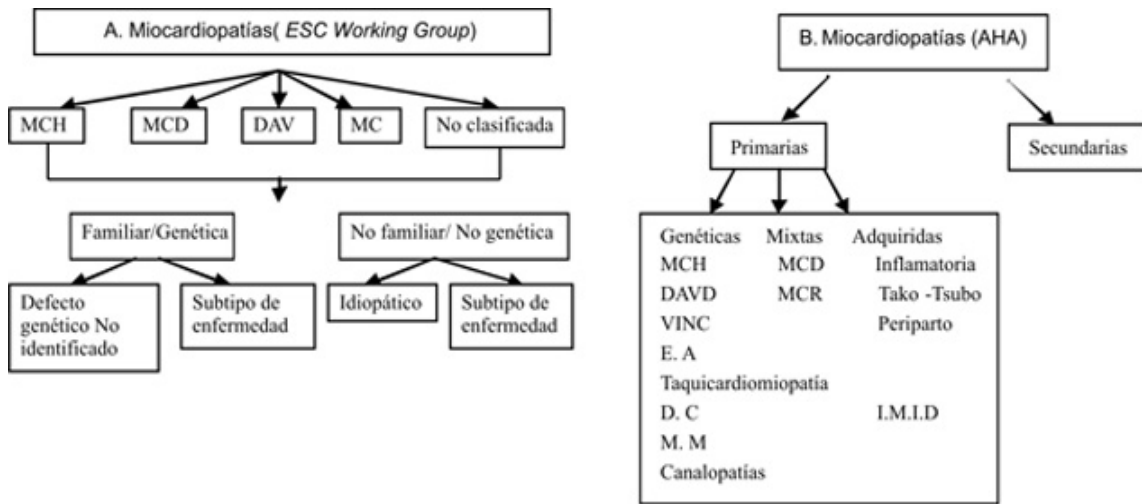 A. Miocardiopatías( ESC Working Group)
MCH
MCD
DAV
MC
No clasificada
Familiar/Genética
No familiar/ No genética
Defecto
genético No
identificado
Subtipo de
enfermedad
Idiopático
Subtipo de
enfermedad
B. Miocardiopatías (AHA)
Primarias
Secundarias
Genéticas Mixtas Adquiridas
MCH MCD Inflamatoria
DAVD MCR Tako -Tsubo
VINC Periparto
E. A
Taquicardiomiopatía
D. C I.M.I.D
M. M
Canalopatías